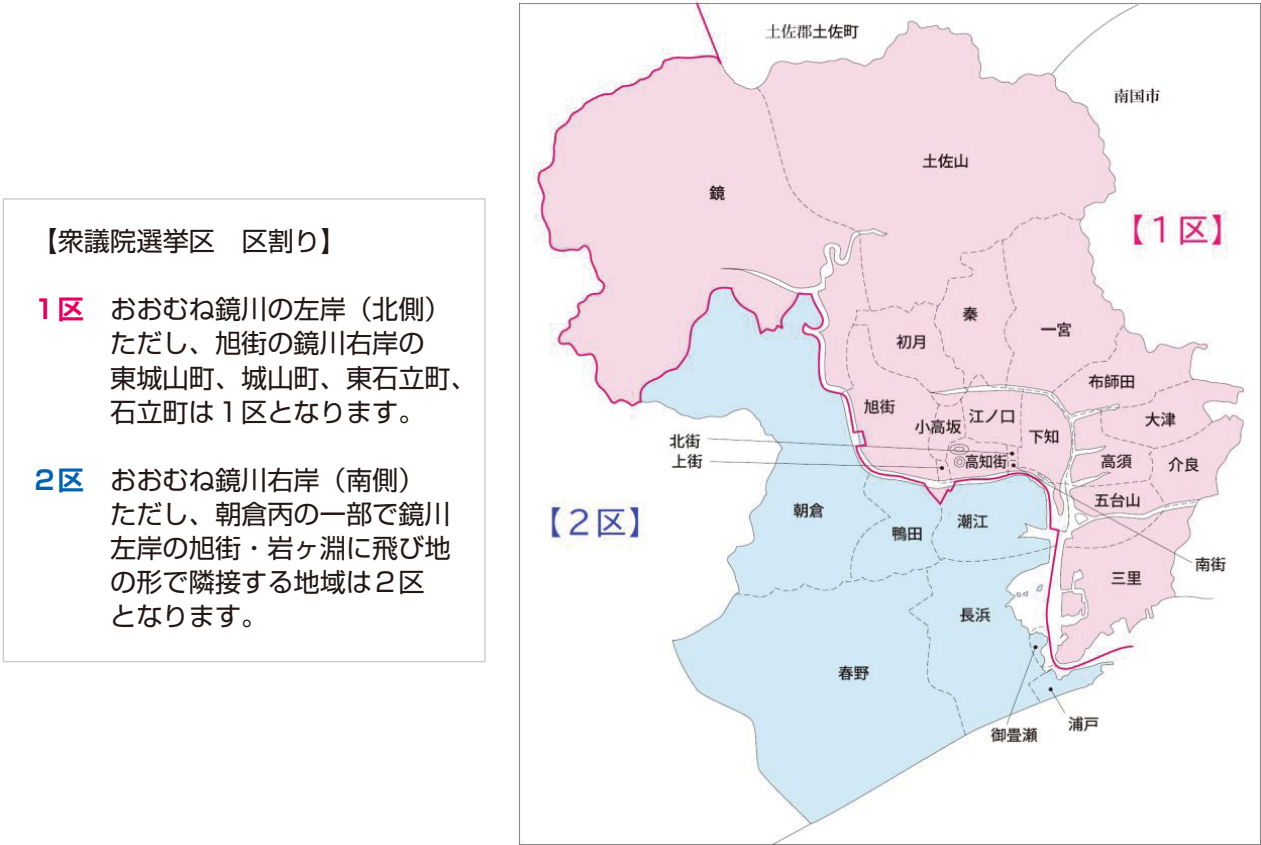 【衆議院選挙区　区割り】
1区　おおむね鏡川の左岸（北側）
ただし、旭街の鏡川右岸の
東城山町、城山町、東石立町、
石立町は１区となります。
2区　おおむね鏡川右岸（南側）
ただし、朝倉丙の一部で鏡川
左岸の旭街・岩ヶ淵に飛び地
の形で隣接する地域は２区
となります。
土佐郡土佐町
南国市
土佐山
鏡
【１区】
秦
一宮
初月
布師田
旭街
大津
江ノ口
小高坂
下知
北街
上街
高知街
高須
介良
五台山
朝倉
【２区】
潮江
鴨田
南街
三里
長浜
春野
浦戸
御畳瀬